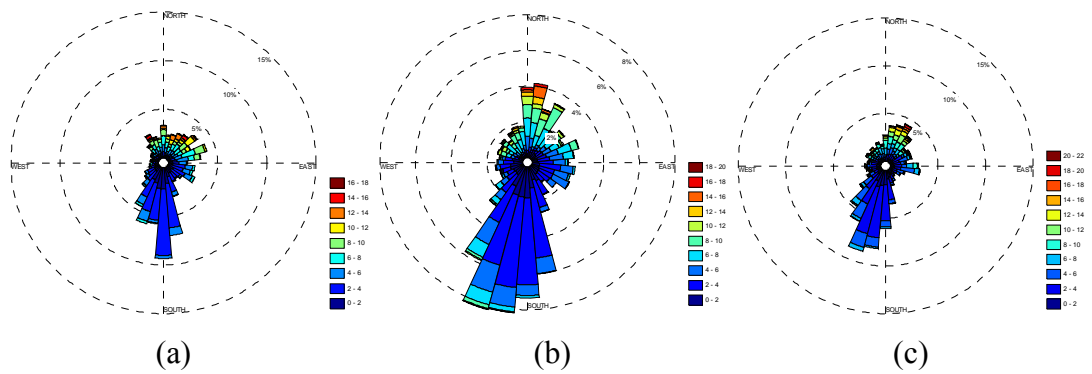 NORTH
15%
10%
5%
WEST
EAST
SOUTH
16 - 18
14 - 16
12 - 14
10 - 12
8 - 10
6 - 8
4 - 6
2 - 4
0 - 2
(a)
NORTH
8%
6%
4%
2%
WEST
EAST
SOUTH
18 - 20
16 - 18
14 - 16
12 - 14
10 - 12
8 - 10
6 - 8
4 - 6
2 - 4
0 - 2
(b)
NORTH
15%
10%
5%
WEST
EAST
SOUTH
20 - 22
18 - 20
16 - 18
14 - 16
12 - 14
10 - 12
8 - 10
6 - 8
4 - 6
2 - 4
0 - 2
(c)